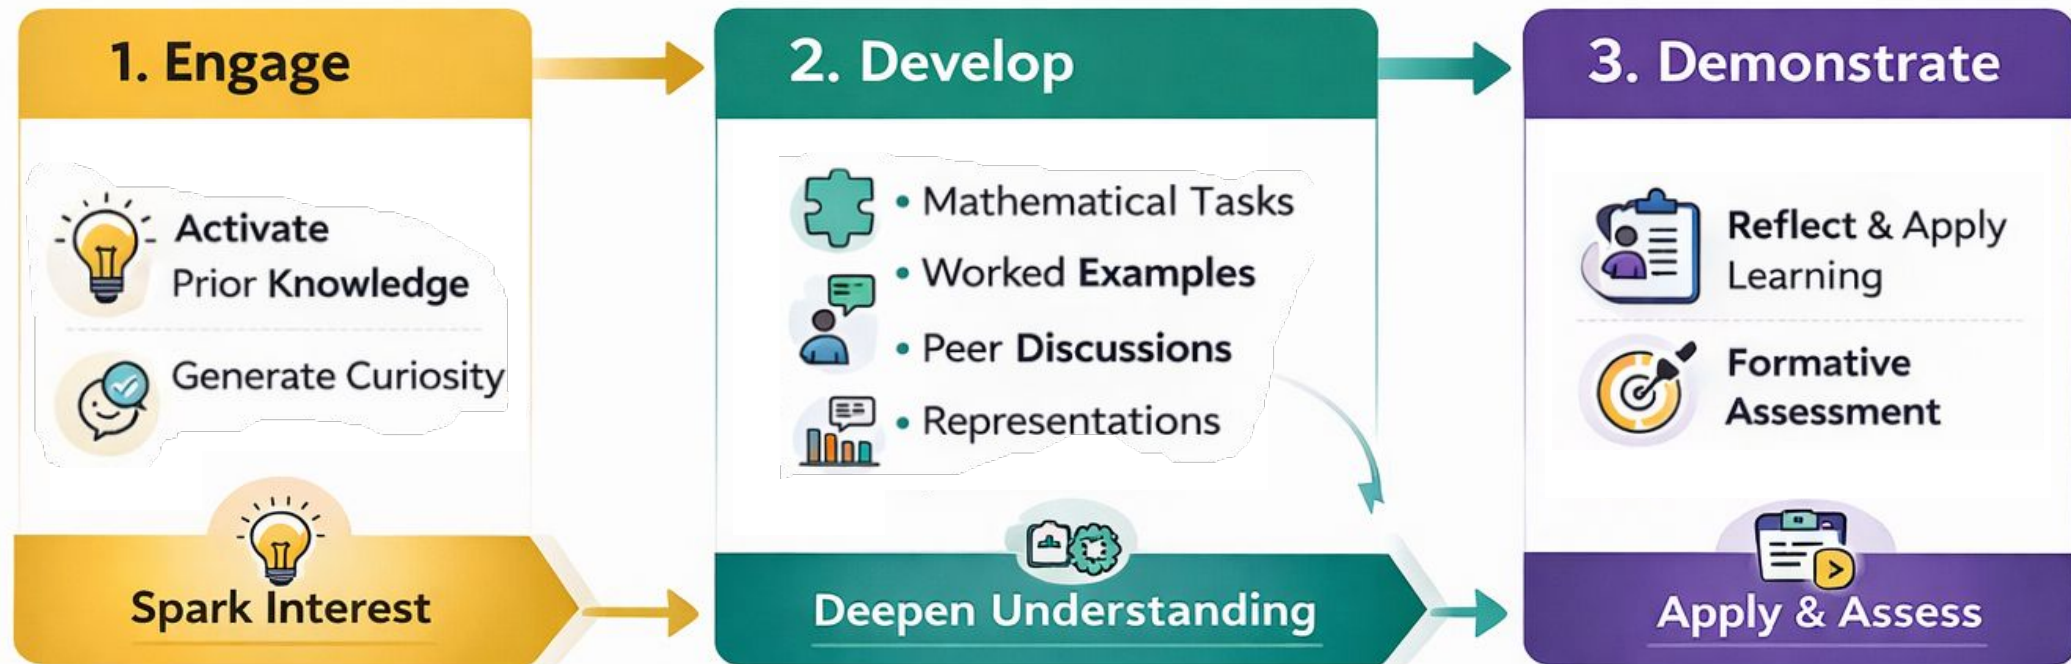 1. Engage
Activate
Prior Knowledge
Generate Curiosity
Spark Interest
2. Develop
• Mathematical Tasks
• Worked Examples
• Peer Discussions
• Representations
Deepen Understanding
3. Demonstrate
Reflect & Apply
Learning
Formative
Assessment
Apply & Assess